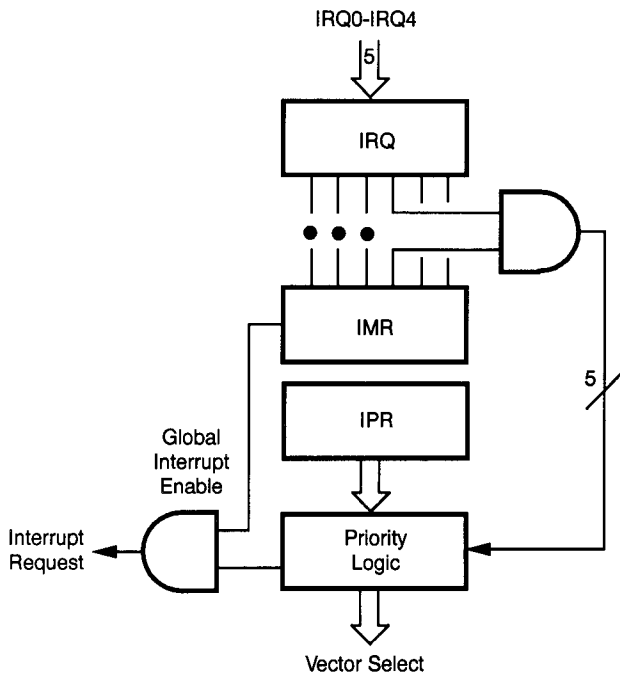 IRQ0-IRQ4
5
IRQ
IMR
5
IPR
Global
Interrupt
Enable
Interrupt
Request
Priority
Logic
Vector Select